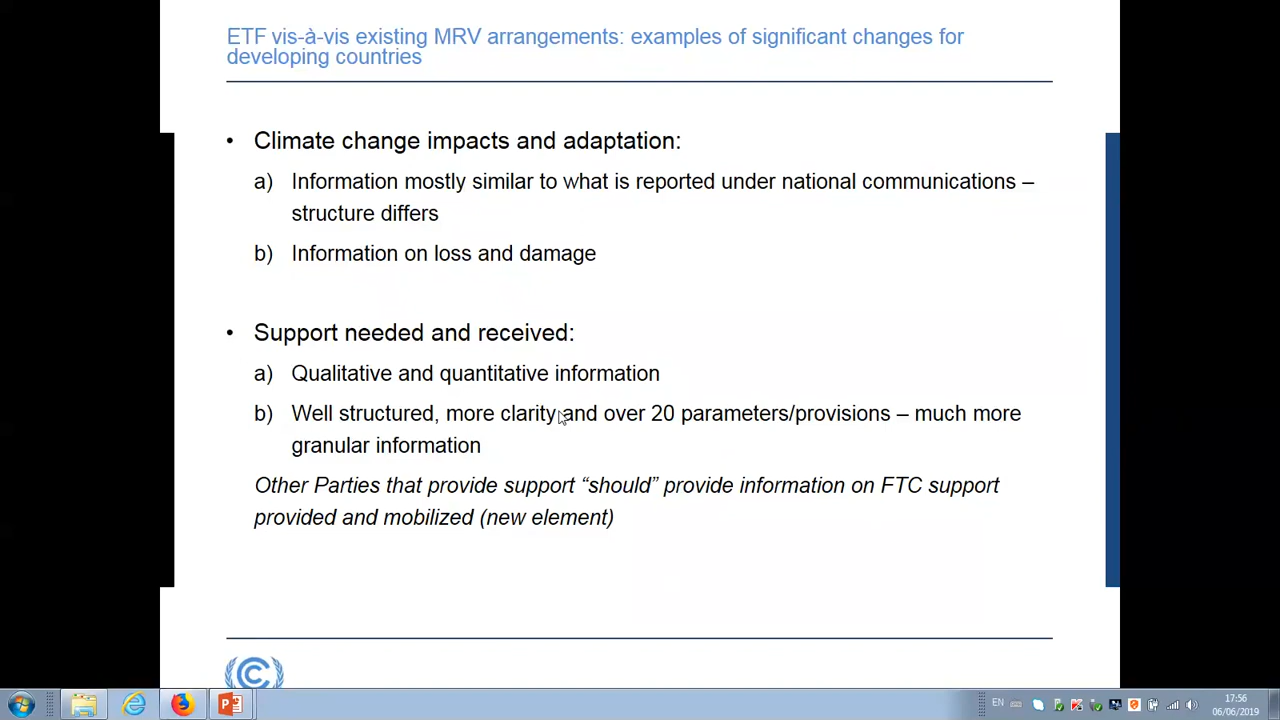 ETF vis-à-vis existing MRV arrangements: examples of significant changes for
developing countries
• Climate change impacts and adaptation:
a) Information mostly similar to what is reported under national communications –
structure differs
b) Information on loss and damage
• Support needed and received:
a) Qualitative and quantitative information
b) Well structured, more clarity and over 20 parameters/provisions – much more
granular information
Other Parties that provide support “should” provide information on FTC support
provided and mobilized (new element)
EN
17:56
06/06/2019